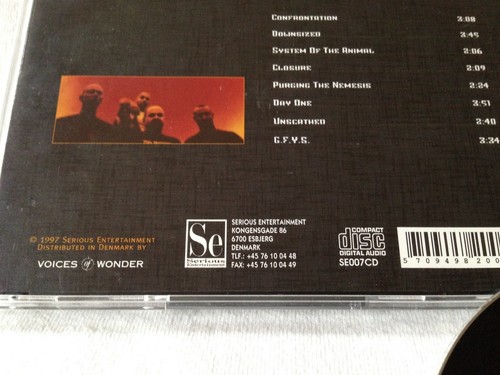 Confrontation 3:08
Downsized 3:45
System Of The Animal 2:06
Closure 2:09
Purging The Nemesis 2:24
Day One 3:51
Unscathed 2:40
G.F.Y.S. 3:34
© 1997 Serious Entertainment
Distributed in Denmark by
VOICES of WONDER
Se
Serious
Entertainment
SERIOUS ENTERTAINMENT
KONGENSGADE 86
6700 ESBJERG
DENMARK
TLF.: +45 76 10 04 48
FAX: +45 76 10 04 49
COMPACT
disc
DIGITAL AUDIO
SE007CD
5 709498 200